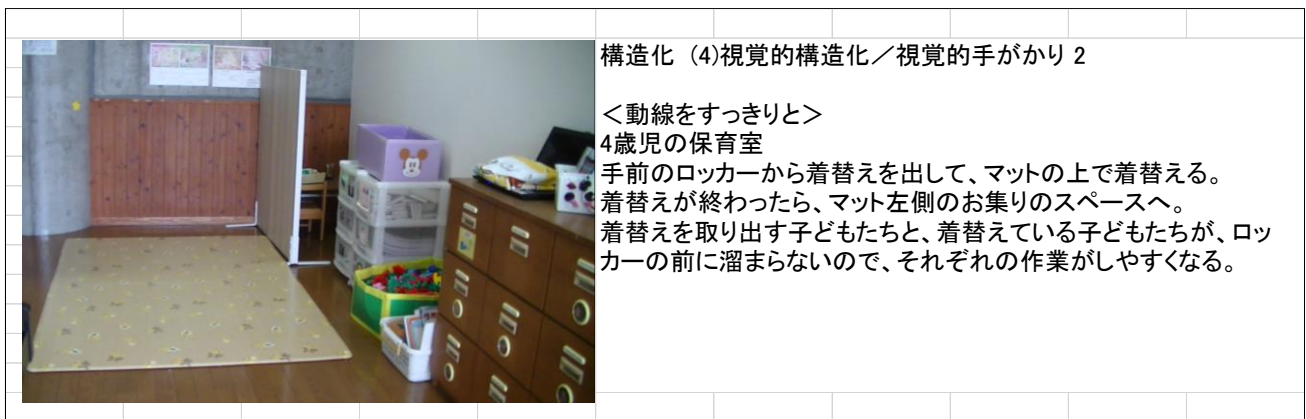 構造化 (4)視覚的構造化／視覚的手がかり 2
＜動線をすっきりと＞
4歳児の保育室
手前のロッカーから着替えを出して、マットの上で着替える。
着替えが終わったら、マット左側のお集りのスペースへ。
着替えを取り出す子どもたちと、着替えている子どもたちが、ロッ
カーの前に溜まらないので、それぞれの作業がしやすくなる。